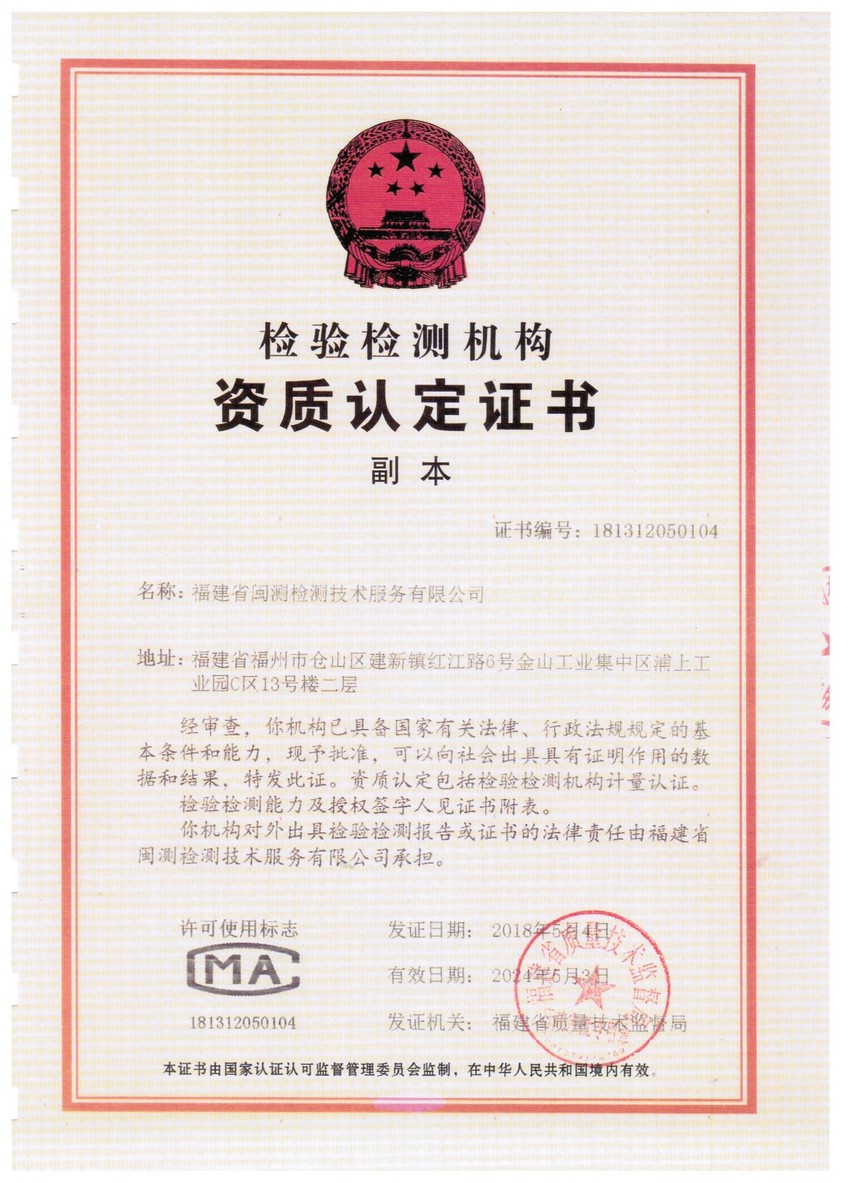 检验检测机构
资质认定证书
副本
证书编号：181312050104
名称：福建省闽测检测技术服务有限公司
地址：福建省福州市仓山区建新镇红江路6号金山工业集中区浦上工
业园C区13号楼二层
经审查，你机构已具备国家有关法律、行政法规规定的基
本条件和能力，现予批准，可以向社会出具具有证明作用的数
据和结果，特发此证。资质认定包括检验检测机构计量认证。
检验检测能力及授权签字人见证书附表。
你机构对外出具检验检测报告或证书的法律责任由福建省
闽测检测技术服务有限公司承担。
许可使用标志
MA
181312050104
发证日期：2018年5月4日
有效日期：2024年5月3日
发证机关：福建省质量技术监督局
福建省质量技术监督局
本证书由国家认证认可监督管理委员会监制，在中华人民共和国境内有效。